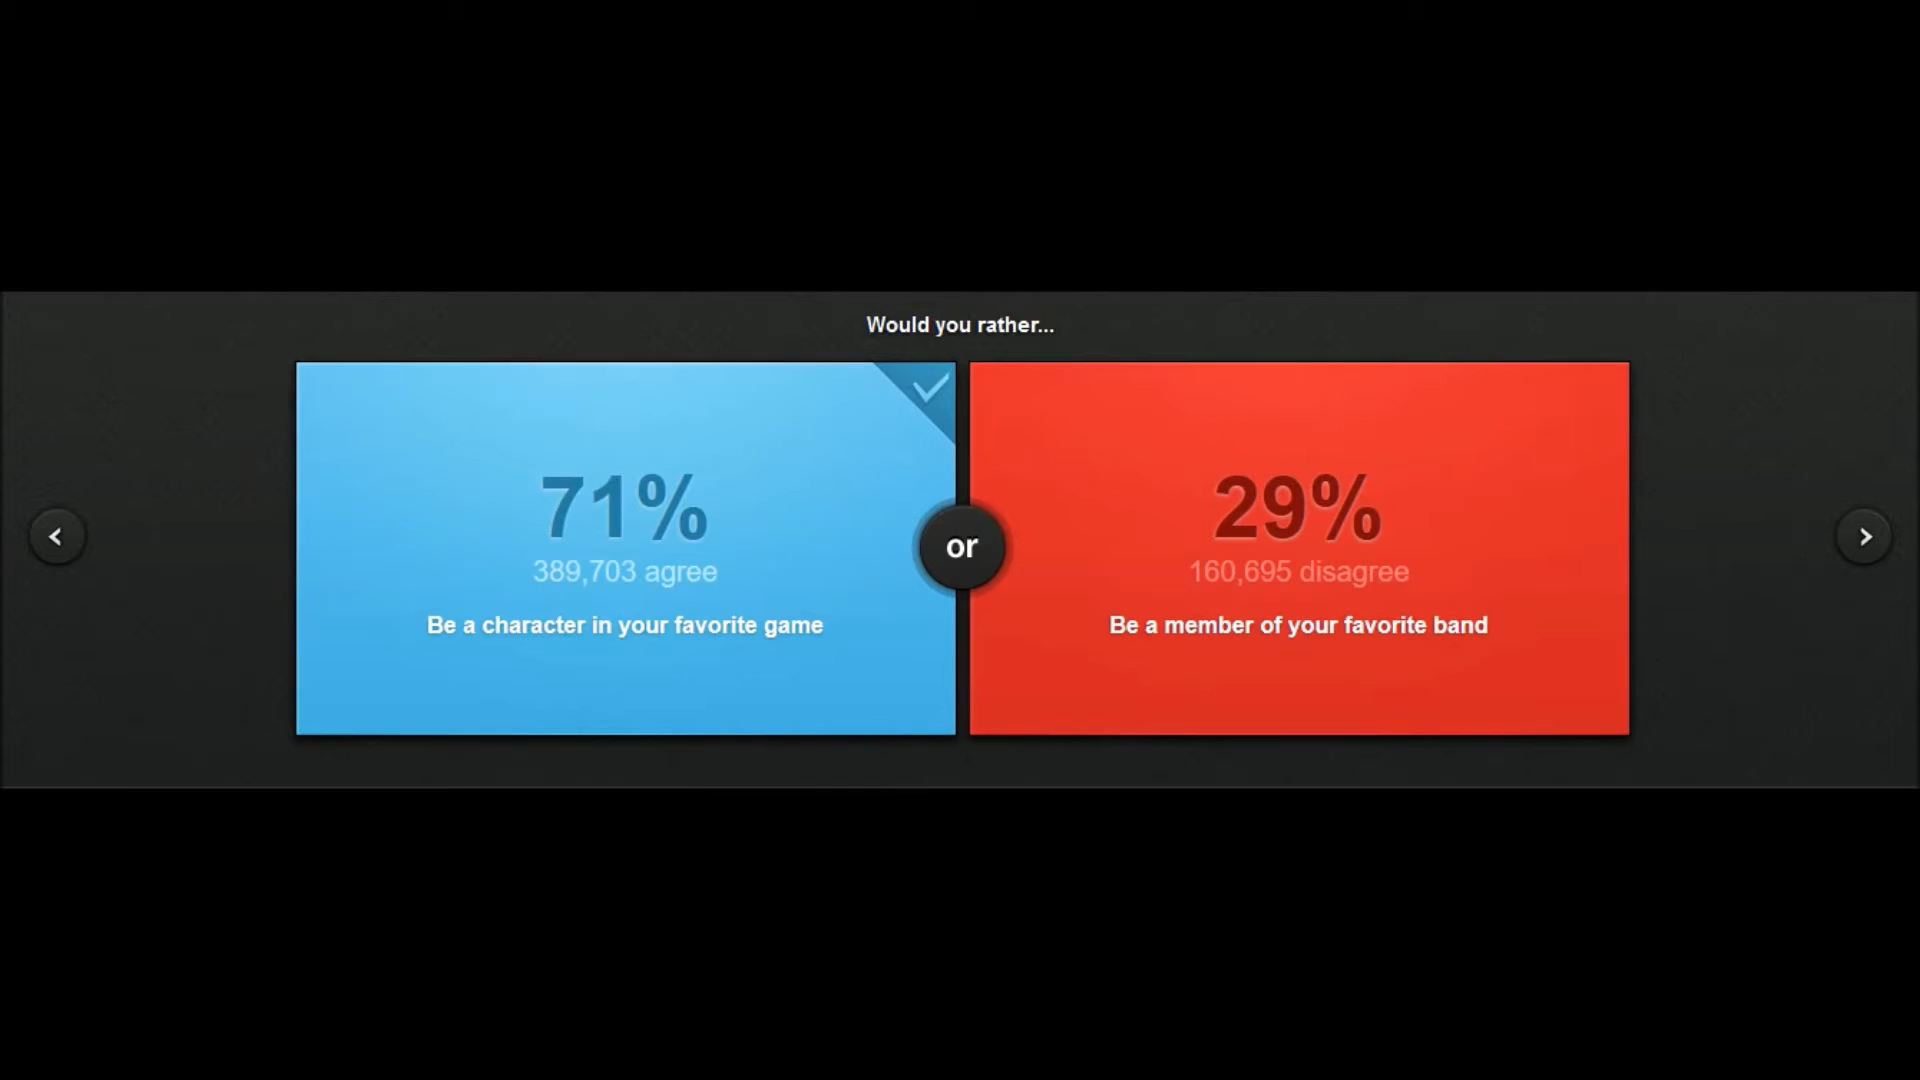 Would you rather...
71%
389,703 agree
Be a character in your favorite game
or
29%
160,695 disagree
Be a member of your favorite band